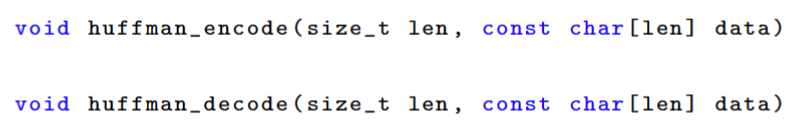 void huffman_encode(size_t len, const char[len] data)
void huffman_decode(size_t len, const char[len] data)